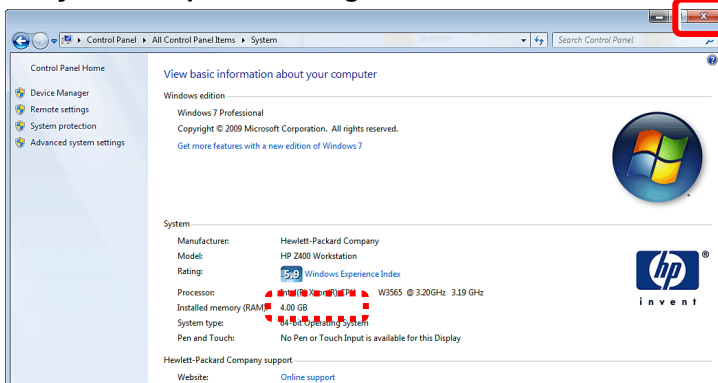 Control Panel ▸ All Control Panel Items ▸ System
Search Control Panel
Control Panel Home
Device Manager
Remote settings
System protection
Advanced system settings
View basic information about your computer
Windows edition
Windows 7 Professional
Copyright © 2009 Microsoft Corporation. All rights reserved.
Get more features with a new edition of Windows 7
System
Manufacturer: Hewlett-Packard Company
Model: HP Z400 Workstation
Rating: 5.9 Windows Experience Index
Processor: W3565 @ 3.20GHz 3.19 GHz
Installed memory (RAM): 4.00 GB
System type: 64-bit Operating System
Pen and Touch: No Pen or Touch Input is available for this Display
hp ®
invent
Hewlett-Packard Company support
Website: Online support